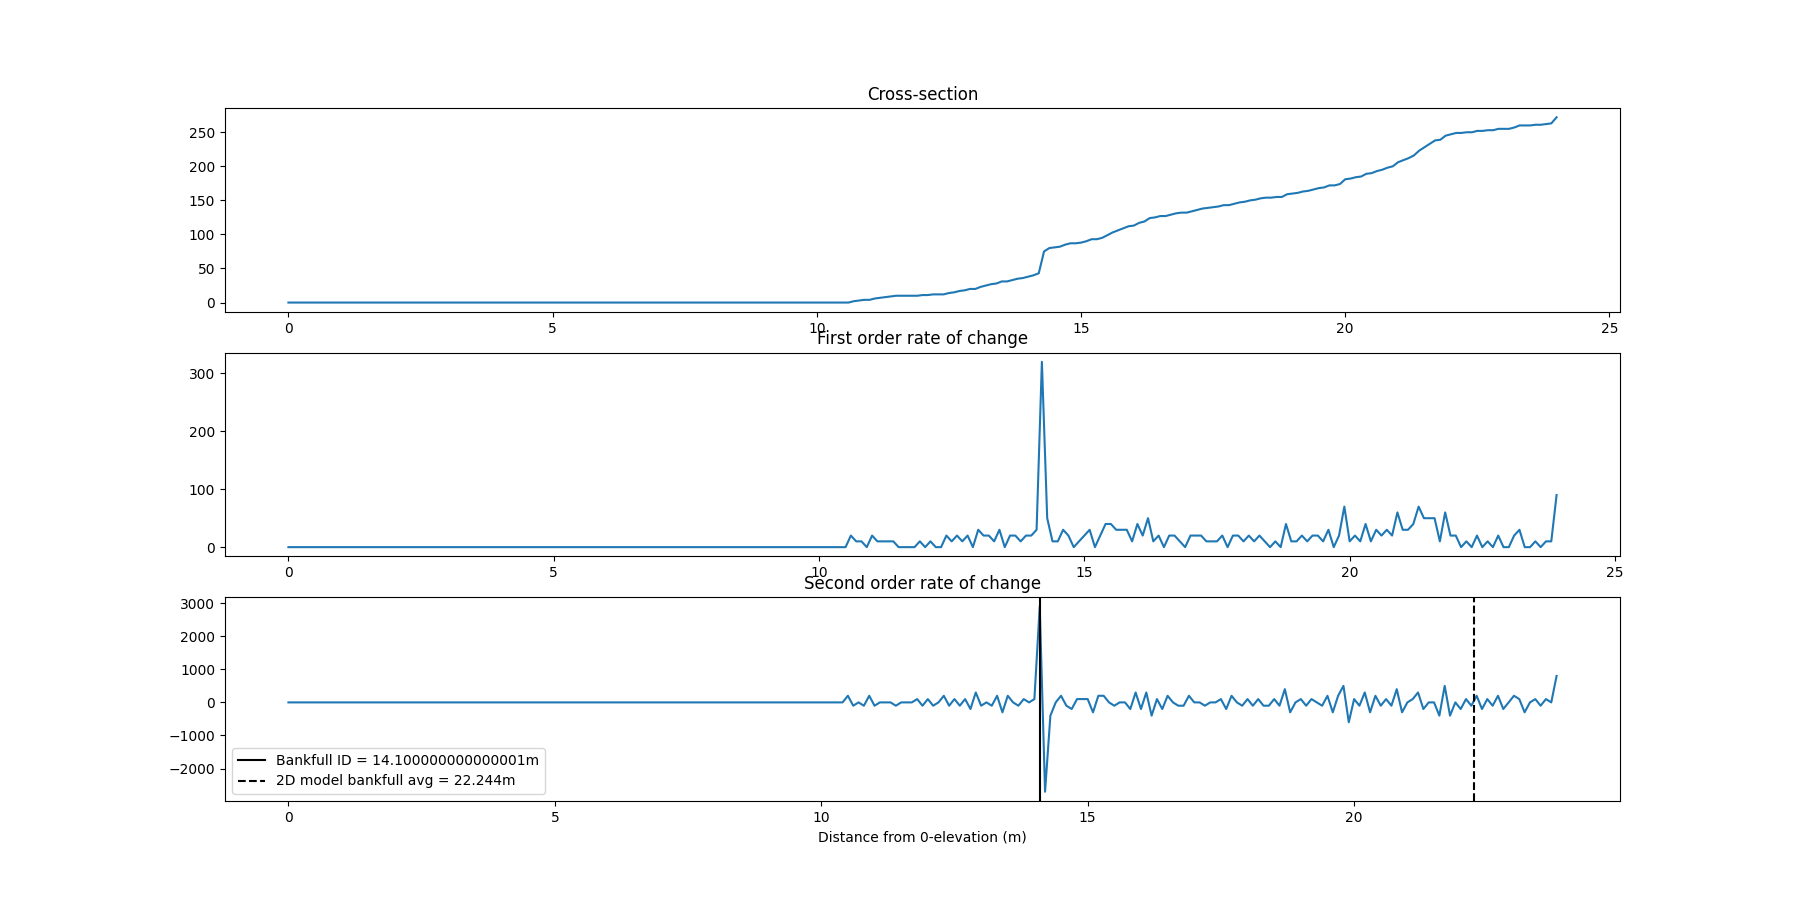 Cross-section
250
200
150
100
50
0
0 5 10 15 20 25
First order rate of change
300
200
100
0
0 5 10 15 20 25
Second order rate of change
3000
2000
1000
0
−1000
−2000
Bankfull ID = 14.100000000000001m
2D model bankfull avg = 22.244m
0 5 10 15 20
Distance from 0-elevation (m)